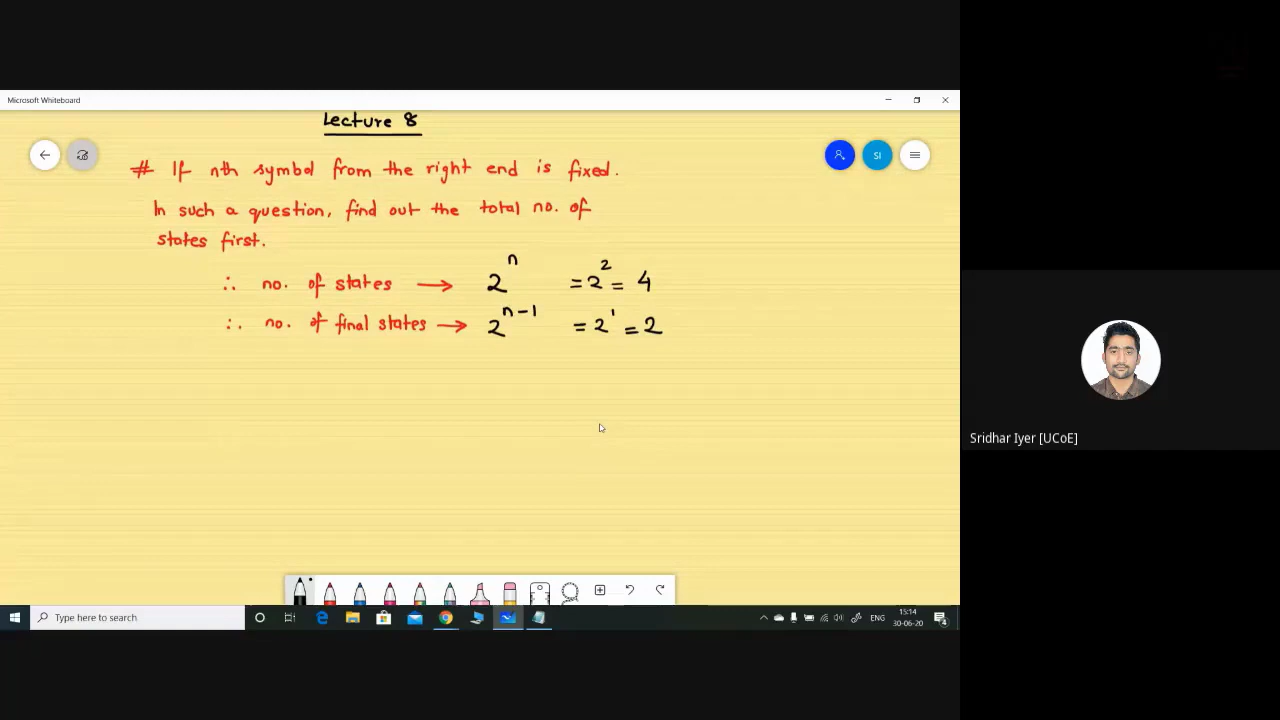 Microsoft Whiteboard
Lecture 8
# If nth symbol from the right end is fixed.
In such a question, find out the total no. of
states first.
∴ no. of states → 2^n = 2^2 = 4
∴ no. of final states → 2^n-1 = 2^1 = 2
SI
Sridhar Iyer [UCoE]
Type here to search
ENG
15:14
30-06-20
4